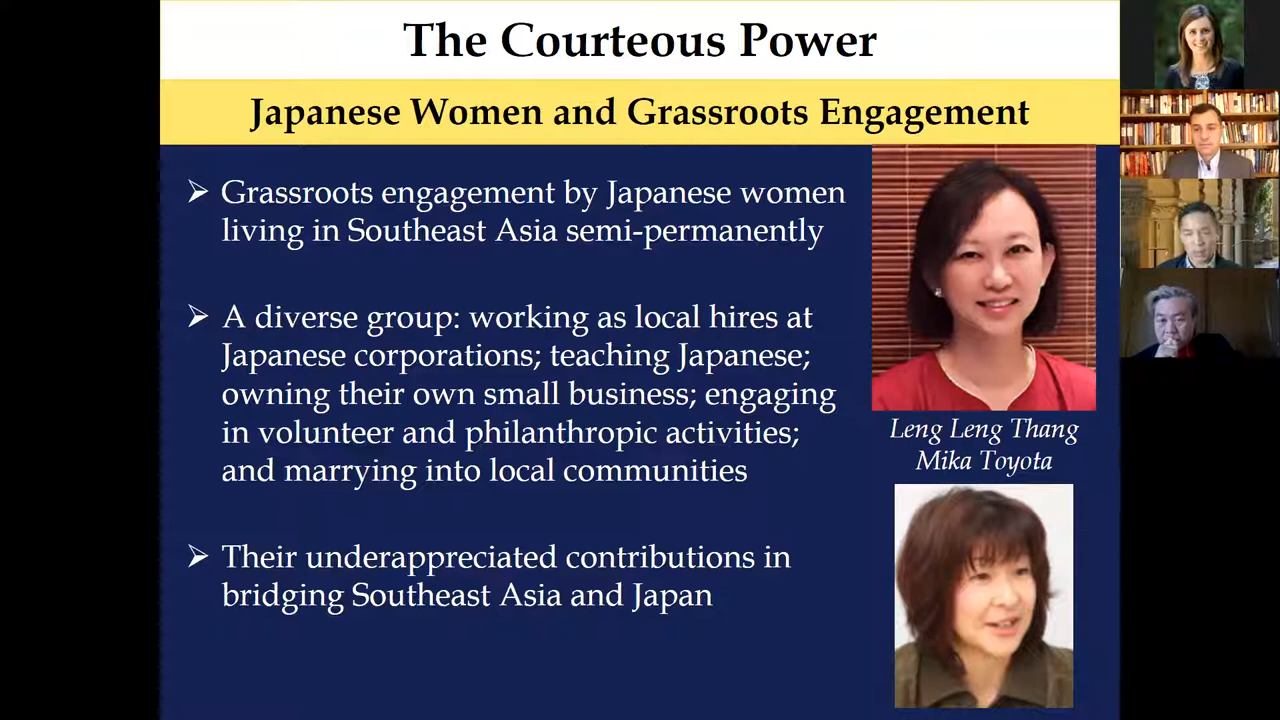 The Courteous Power
Japanese Women and Grassroots Engagement
➢ Grassroots engagement by Japanese women
living in Southeast Asia semi-permanently
➢ A diverse group: working as local hires at
Japanese corporations; teaching Japanese;
owning their own small business; engaging
in volunteer and philanthropic activities;
and marrying into local communities
➢ Their underappreciated contributions in
bridging Southeast Asia and Japan
Leng Leng Thang
Mika Toyota